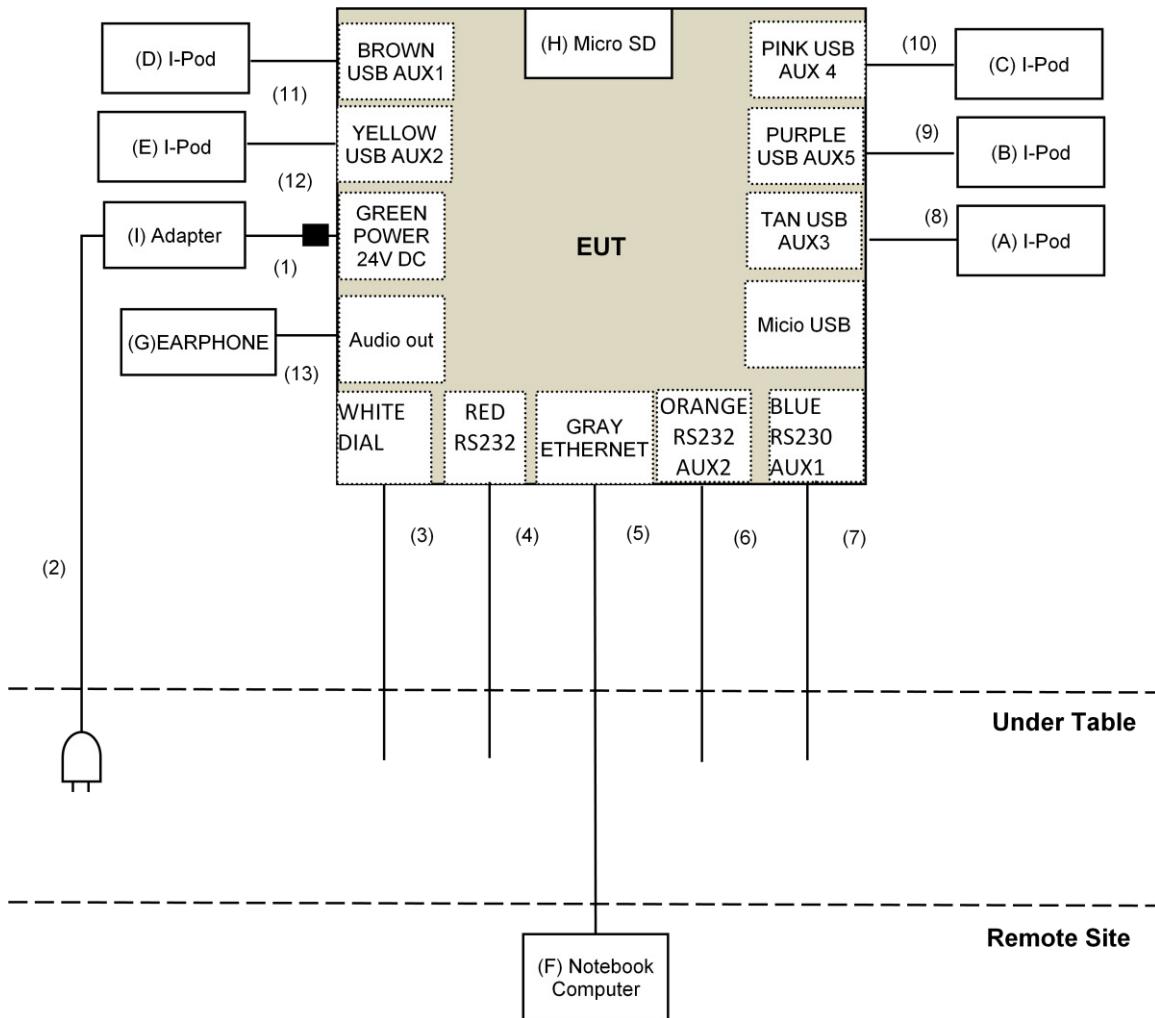 (H) Micro SD
(D) I-Pod
(11)
BROWN
USB AUX1
PINK USB
AUX 4
(10)
(C) I-Pod
(E) I-Pod
(12)
YELLOW
USB AUX2
PURPLE
USB AUX5
(9)
(B) I-Pod
(I) Adapter
(1)
GREEN
POWER
24V DC
EUT
TAN USB
AUX3
(8)
(A) I-Pod
(G)EARPHONE
(13)
Audio out
Micio USB
WHITE
DIAL
RED
RS232
GRAY
ETHERNET
ORANGE
RS232
AUX2
BLUE
RS230
AUX1
(2)
(3)
(4)
(5)
(6)
(7)
Under Table
Remote Site
(F) Notebook
Computer